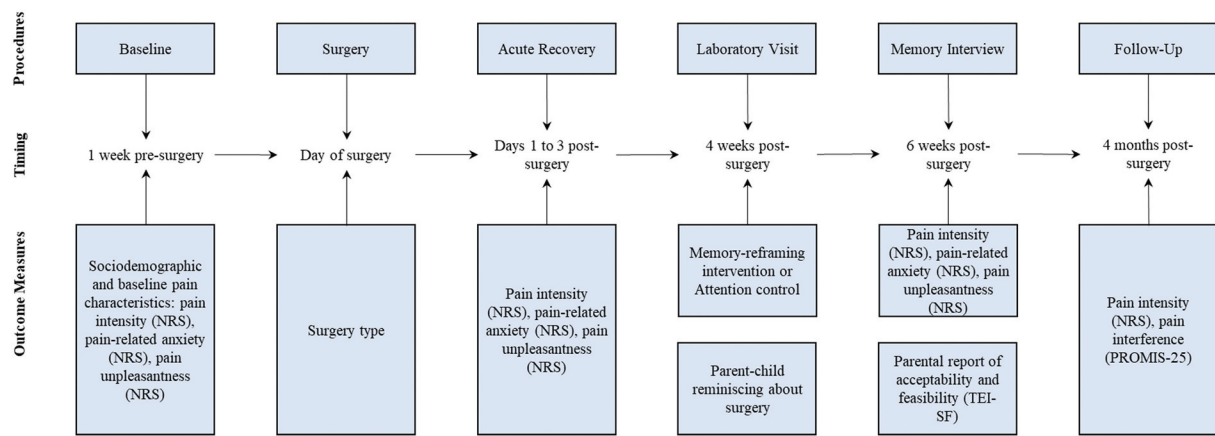 Procedures
Baseline
Surgery
Acute Recovery
Laboratory Visit
Memory Interview
Follow-Up
Timing
1 week pre-surgery
Day of surgery
Days 1 to 3 post-
surgery
4 weeks post-
surgery
6 weeks post-
surgery
4 months post-
surgery
Outcome Measures
Sociodemographic
and baseline pain
characteristics: pain
intensity (NRS),
pain-related anxiety
(NRS), pain
unpleasantness
(NRS)
Surgery type
Pain intensity
(NRS), pain-related
anxiety (NRS), pain
unpleasantness
(NRS)
Memory-reframing
intervention or
Attention control
Parent-child
reminiscing about
surgery
Pain intensity
(NRS), pain-related
anxiety (NRS), pain
unpleasantness
(NRS)
Parental report of
acceptability and
feasibility (TEI-
SF)
Pain intensity
(NRS), pain
interference
(PROMIS-25)